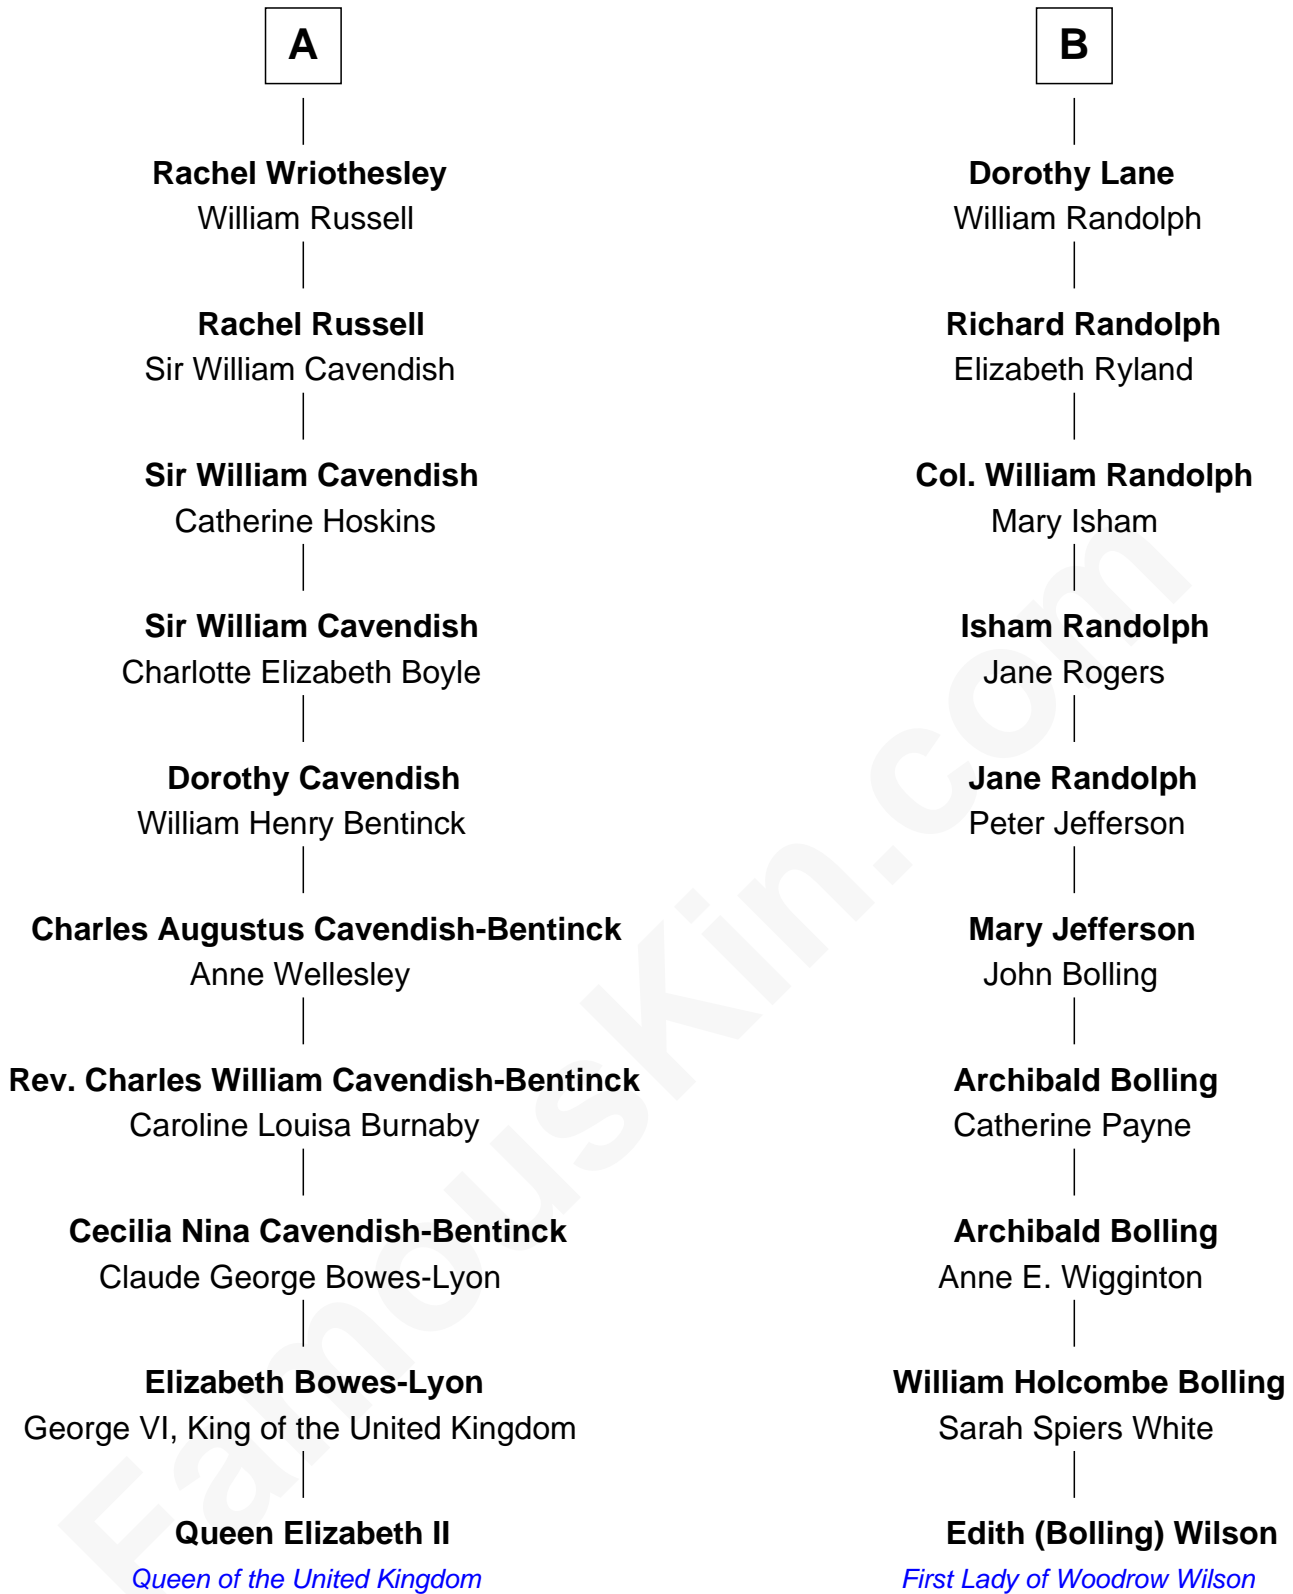 A
Rachel Wriothesley
William Russell
Rachel Russell
Sir William Cavendish
Sir William Cavendish
Catherine Hoskins
Sir William Cavendish
Charlotte Elizabeth Boyle
Dorothy Cavendish
William Henry Bentinck
Charles Augustus Cavendish-Bentinck
Anne Wellesley
Rev. Charles William Cavendish-Bentinck
Caroline Louisa Burnaby
Cecilia Nina Cavendish-Bentinck
Claude George Bowes-Lyon
Elizabeth Bowes-Lyon
George VI, King of the United Kingdom
Queen Elizabeth II
Queen of the United Kingdom
B
Dorothy Lane
William Randolph
Richard Randolph
Elizabeth Ryland
Col. William Randolph
Mary Isham
Isham Randolph
Jane Rogers
Jane Randolph
Peter Jefferson
Mary Jefferson
John Bolling
Archibald Bolling
Catherine Payne
Archibald Bolling
Anne E. Wigginton
William Holcombe Bolling
Sarah Spiers White
Edith (Bolling) Wilson
First Lady of Woodrow Wilson
FamousKin.com